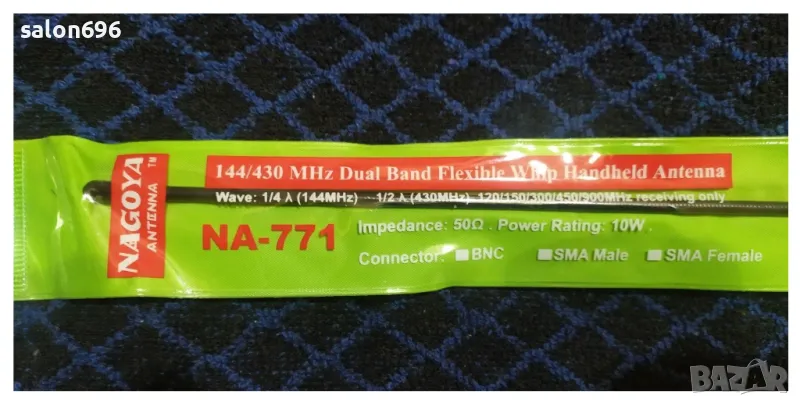 salon696
NAGOYA
ANTENNA
TM
144/430 MHz Dual Band Flexible Whip Handheld Antenna
Wave: 1/4 λ (144MHz) 1/2 λ (430MHz) 120/150/300/450/900MHz receiving only
NA-771
Impedance: 50Ω . Power Rating: 10W .
Connector: BNC SMA Male SMA Female
BAZAR